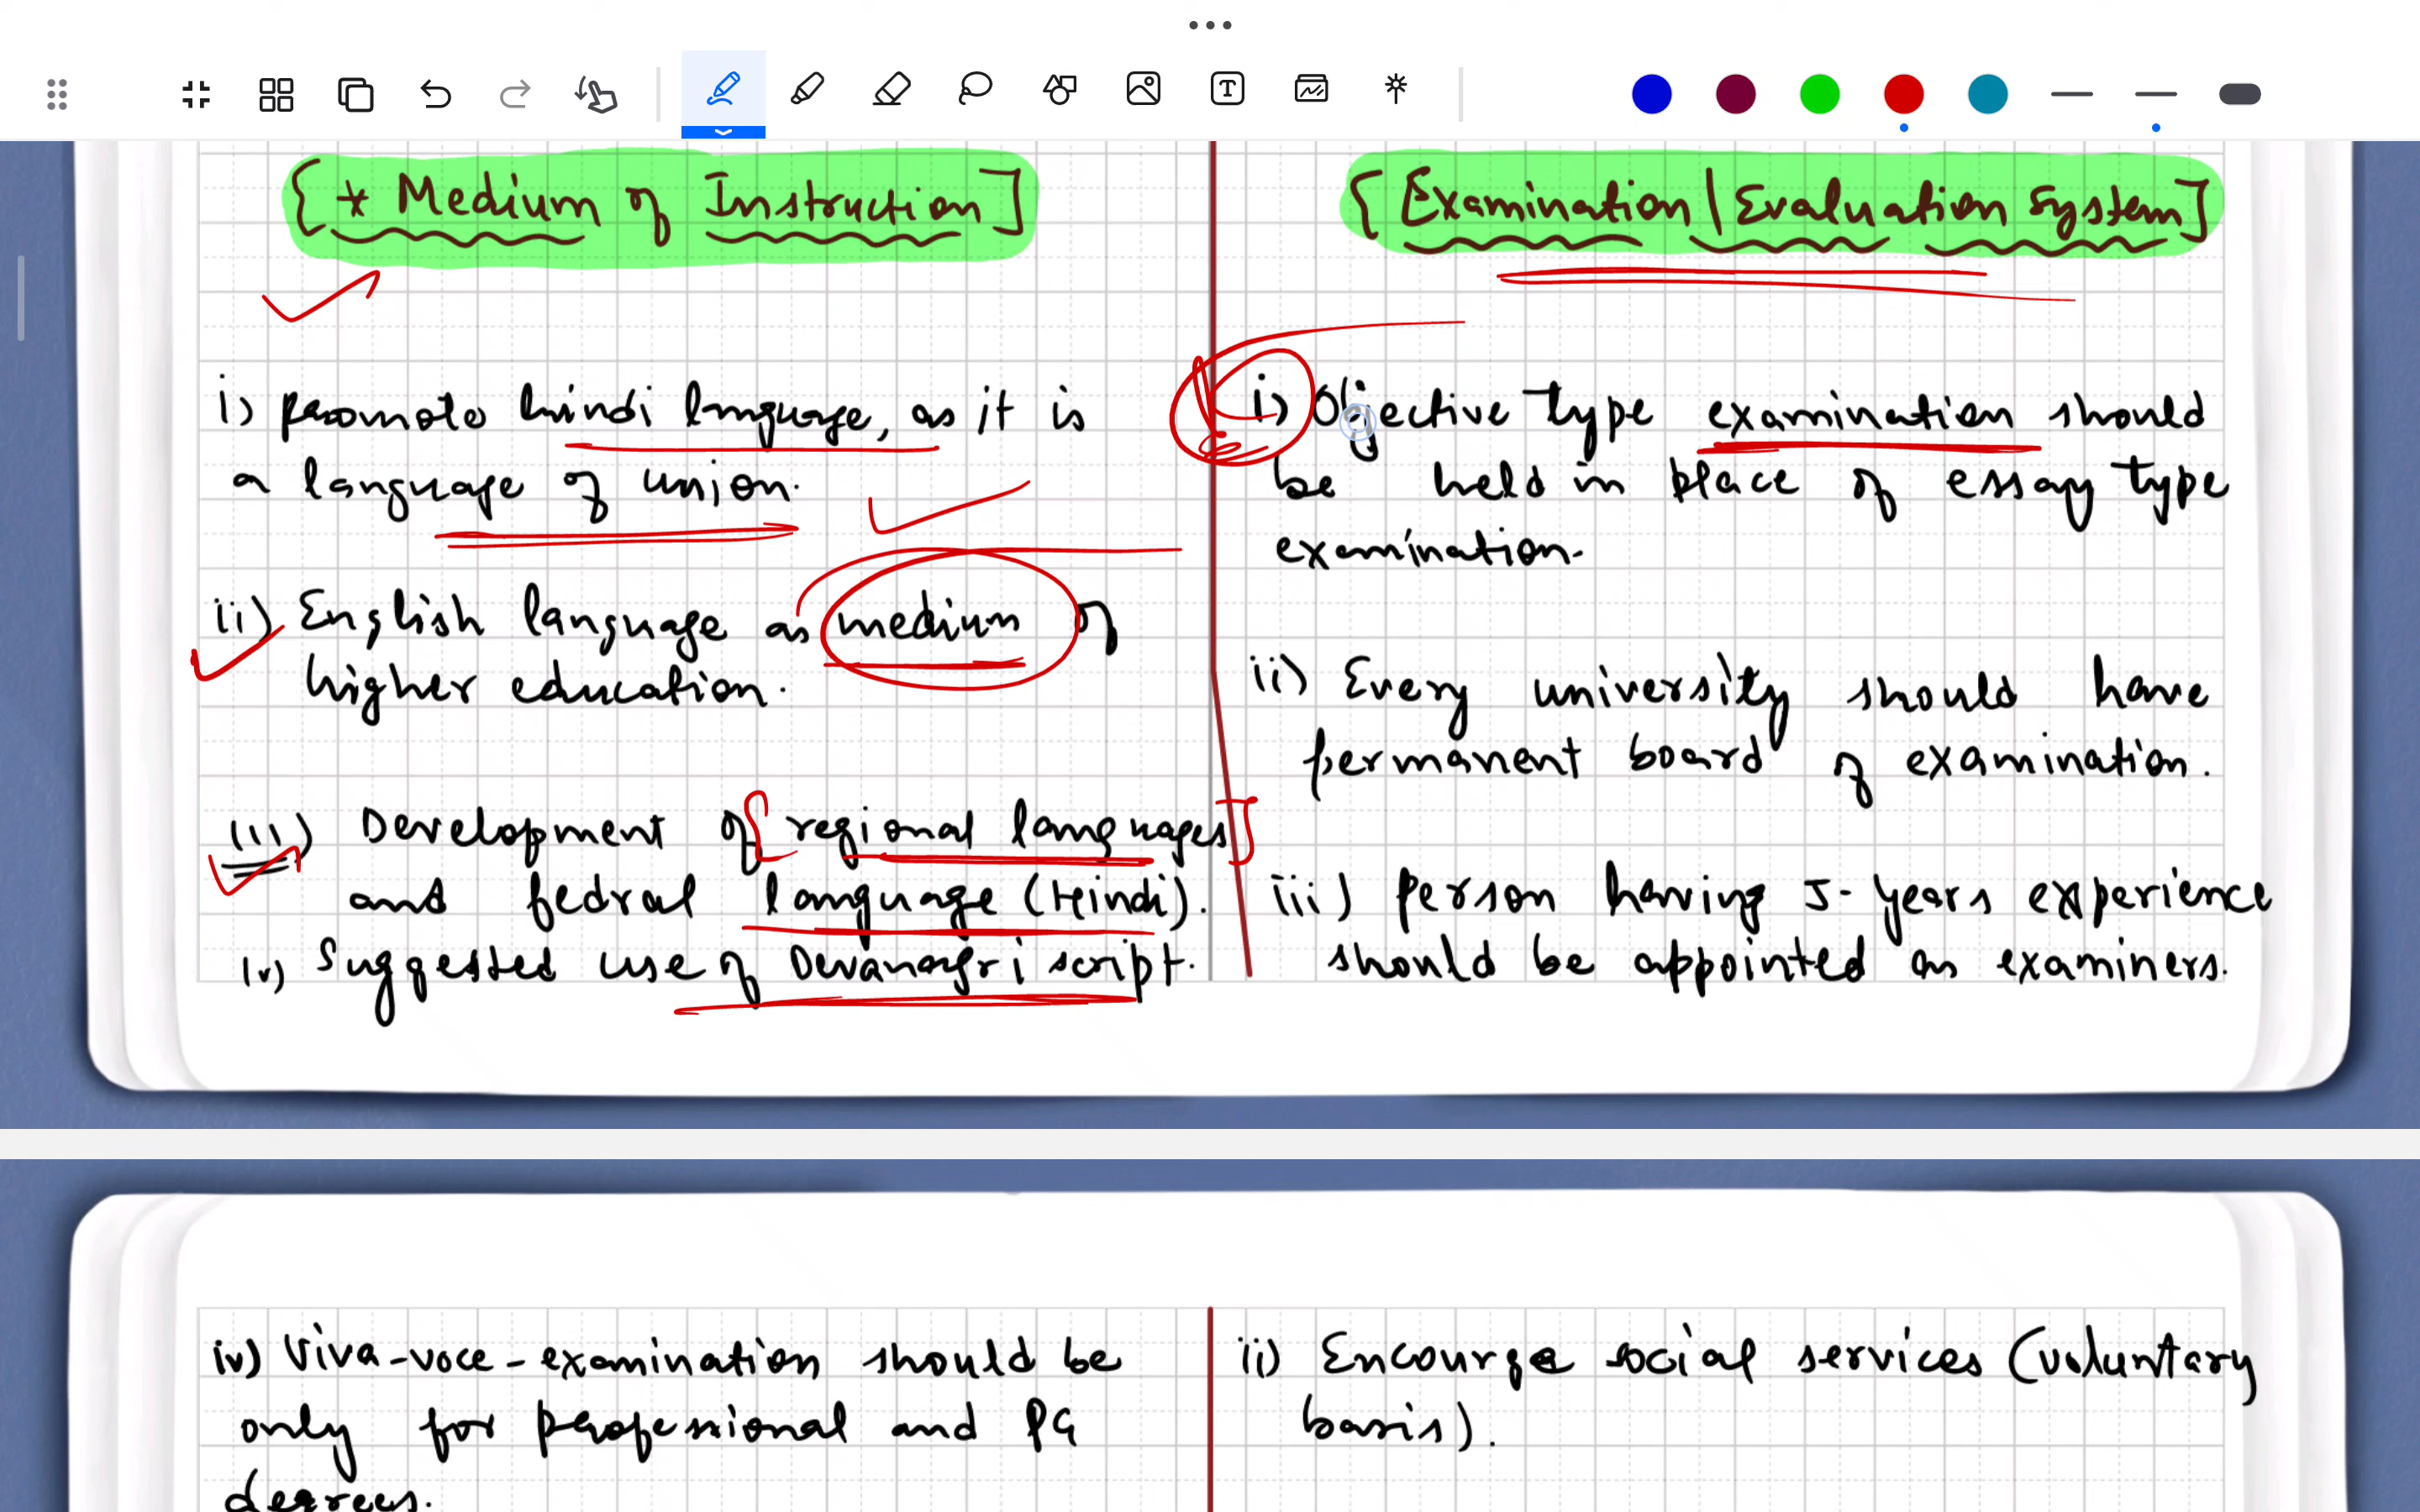 [ * Medium of Instruction ]
i) promote hindi language, as it is
a language of union.
ii) English language as medium of
higher education.
iii) Development of [ regional languages ]
and fedral language (Hindi).
iv) Suggested use of Devanagri script.
[ Examination | Evaluation System ]
i) Objective type examination should
be held in place of essay type
examination.
ii) Every university should have
permanent board of examination.
iii) Person having 5-years experience
should be appointed as examiners.
iv) Viva-voce-examination should be
only for professional and PG
degrees.
ii) Encourge social services (voluntary
basis).